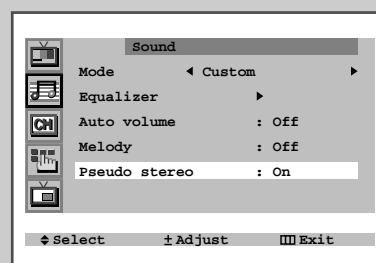 Sound
Mode Custom
Equalizer
Auto volume : Off
Melody : Off
Pseudo stereo : On
CH
Select ± Adjust Exit